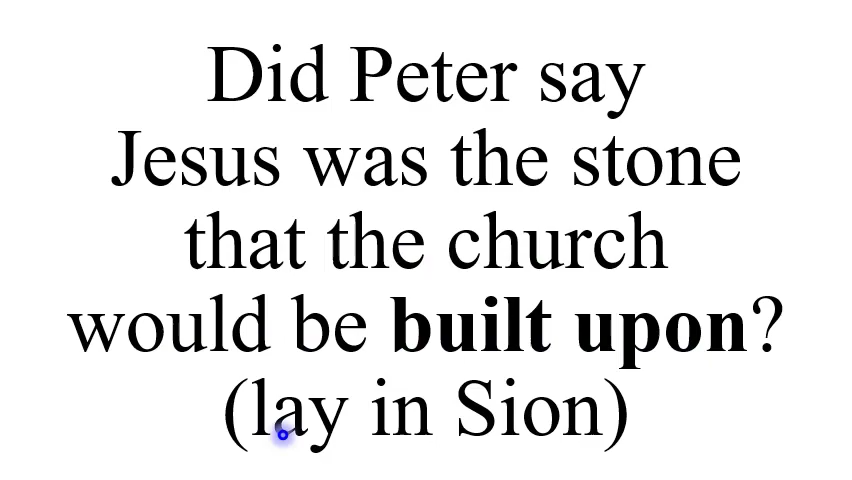 Did Peter say
Jesus was the stone
that the church
would be built upon?
(lay in Sion)